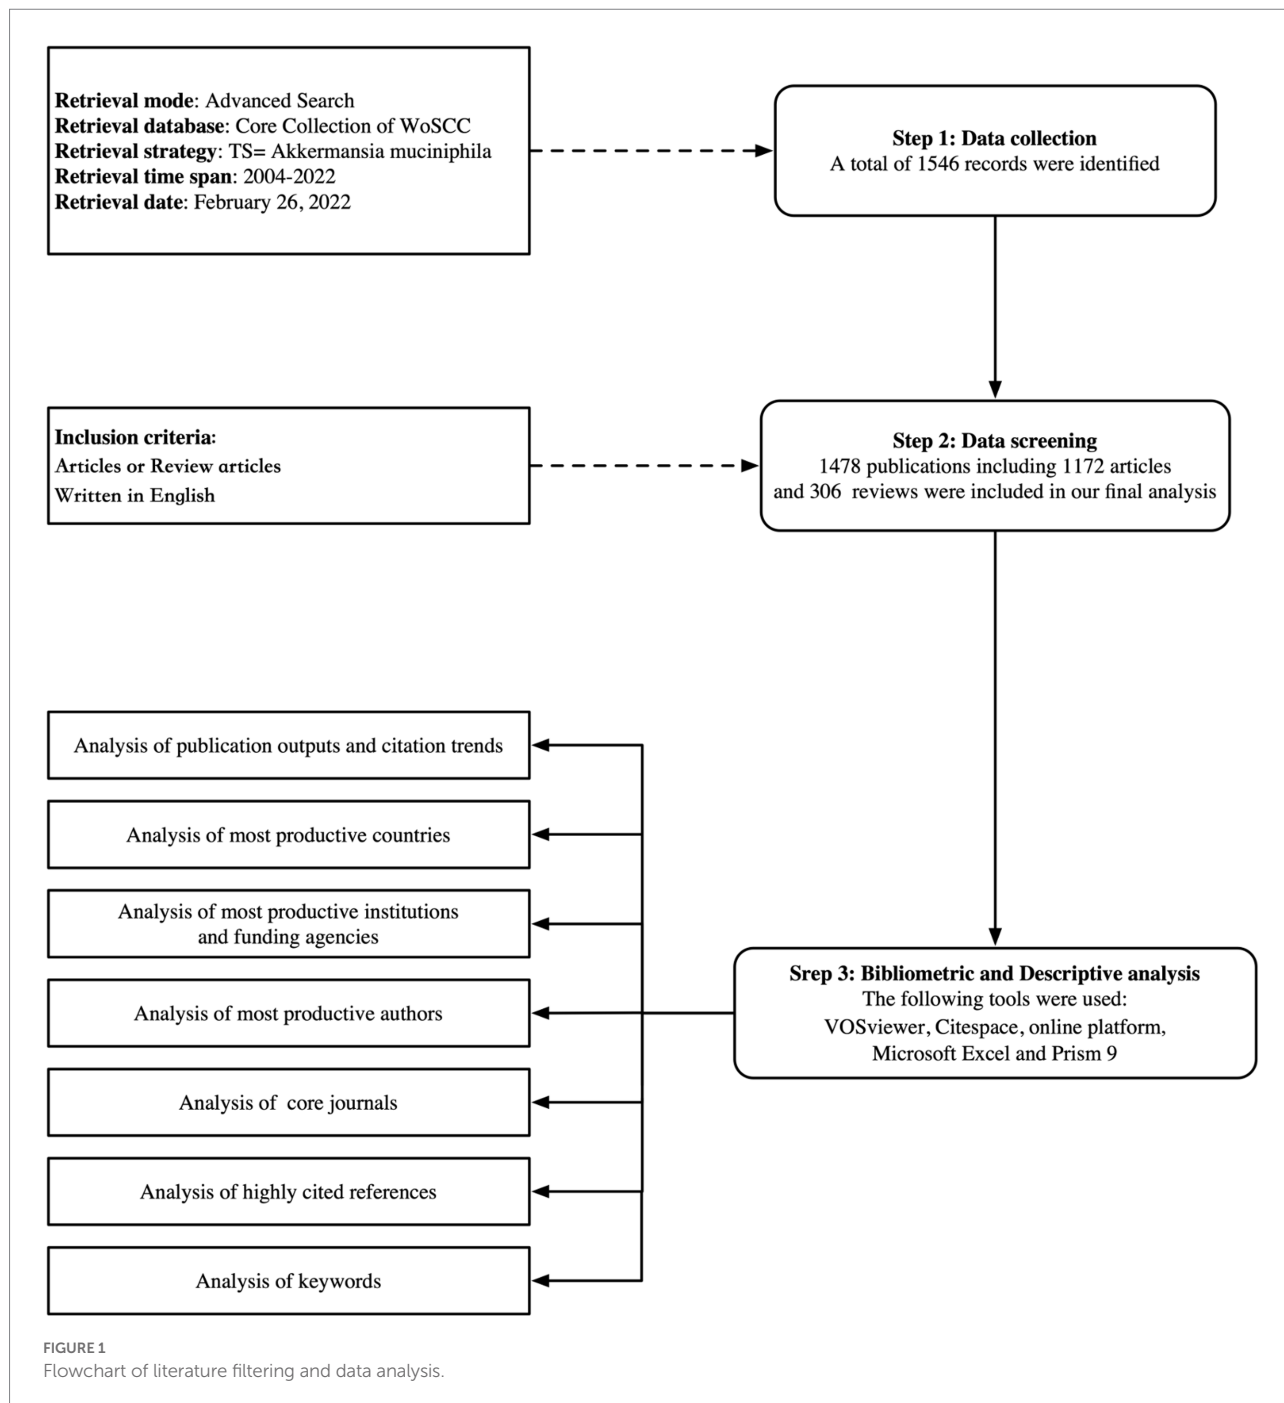 Retrieval mode: Advanced Search
Retrieval database: Core Collection of WoSCC
Retrieval strategy: TS= Akkermansia muciniphila
Retrieval time span: 2004-2022
Retrieval date: February 26, 2022
Step 1: Data collection
A total of 1546 records were identified
Inclusion criteria:
Articles or Review articles
Written in English
Step 2: Data screening
1478 publications including 1172 articles
and 306 reviews were included in our final analysis
Analysis of publication outputs and citation trends
Analysis of most productive countries
Analysis of most productive institutions
and funding agencies
Analysis of most productive authors
Analysis of core journals
Analysis of highly cited references
Analysis of keywords
Srep 3: Bibliometric and Descriptive analysis
The following tools were used:
VOSviewer, Citespace, online platform,
Microsoft Excel and Prism 9
FIGURE 1
Flowchart of literature filtering and data analysis.